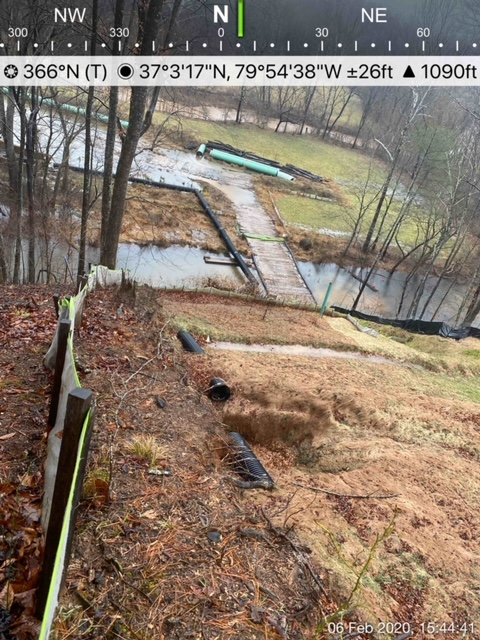 NW N NE
300 330 0 30 60
366°N (T) 37°3'17"N, 79°54'38"W ±26ft ▲ 1090ft
06 Feb 2020, 15:44:41